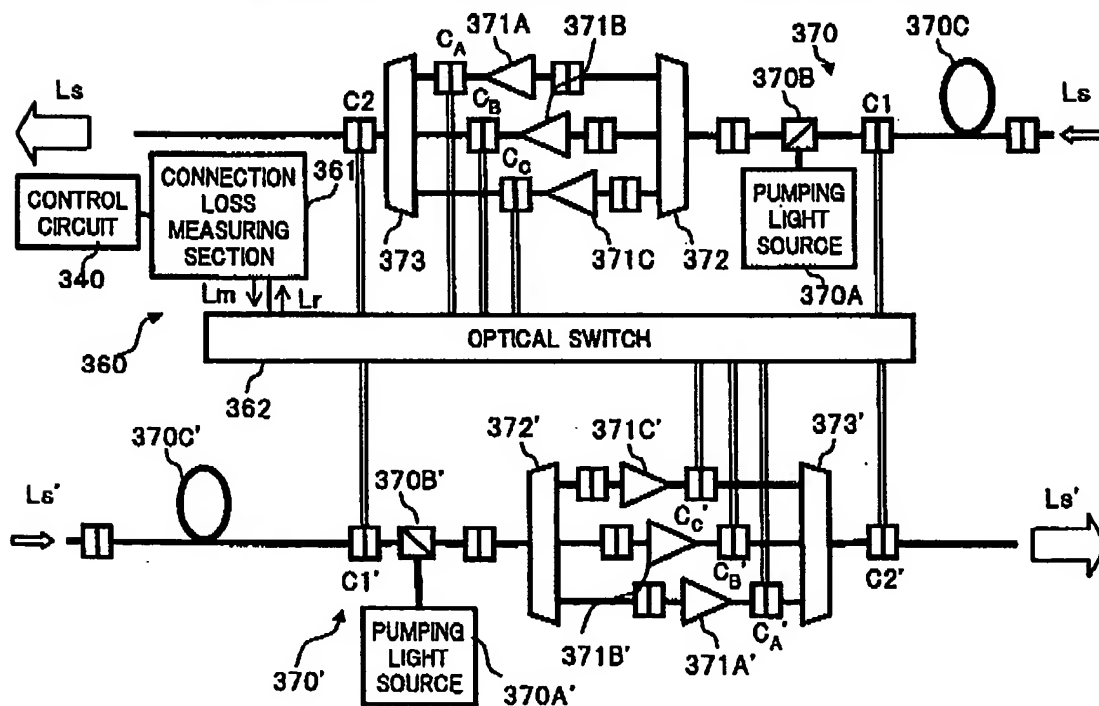 371A
371B
370
370C
CA
370B
Ls
C2
CB
C1
Ls
CC
CONTROL
CIRCUIT
CONNECTION
LOSS
MEASURING
SECTION
361
PUMPING
LIGHT
SOURCE
340
373
371C
372
370A
Lm
Lr
OPTICAL SWITCH
360
362
370C'
372'
371C'
373'
Ls'
370B'
Ls'
CC'
C1'
CB'
C2'
CA'
PUMPING
LIGHT
SOURCE
371B'
371A'
370'
370A'